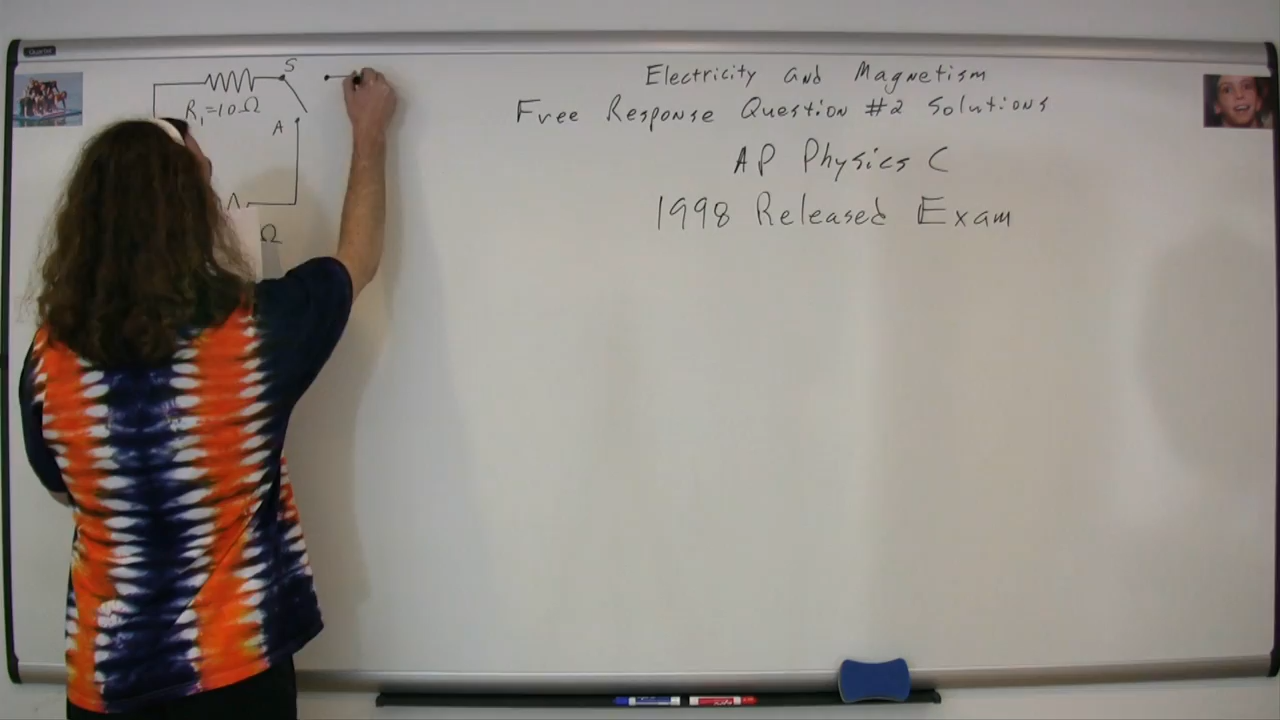 S
R₁=10Ω
A
Ω
Electricity and Magnetism
Free Response Question #2 Solutions
AP Physics C
1998 Released Exam